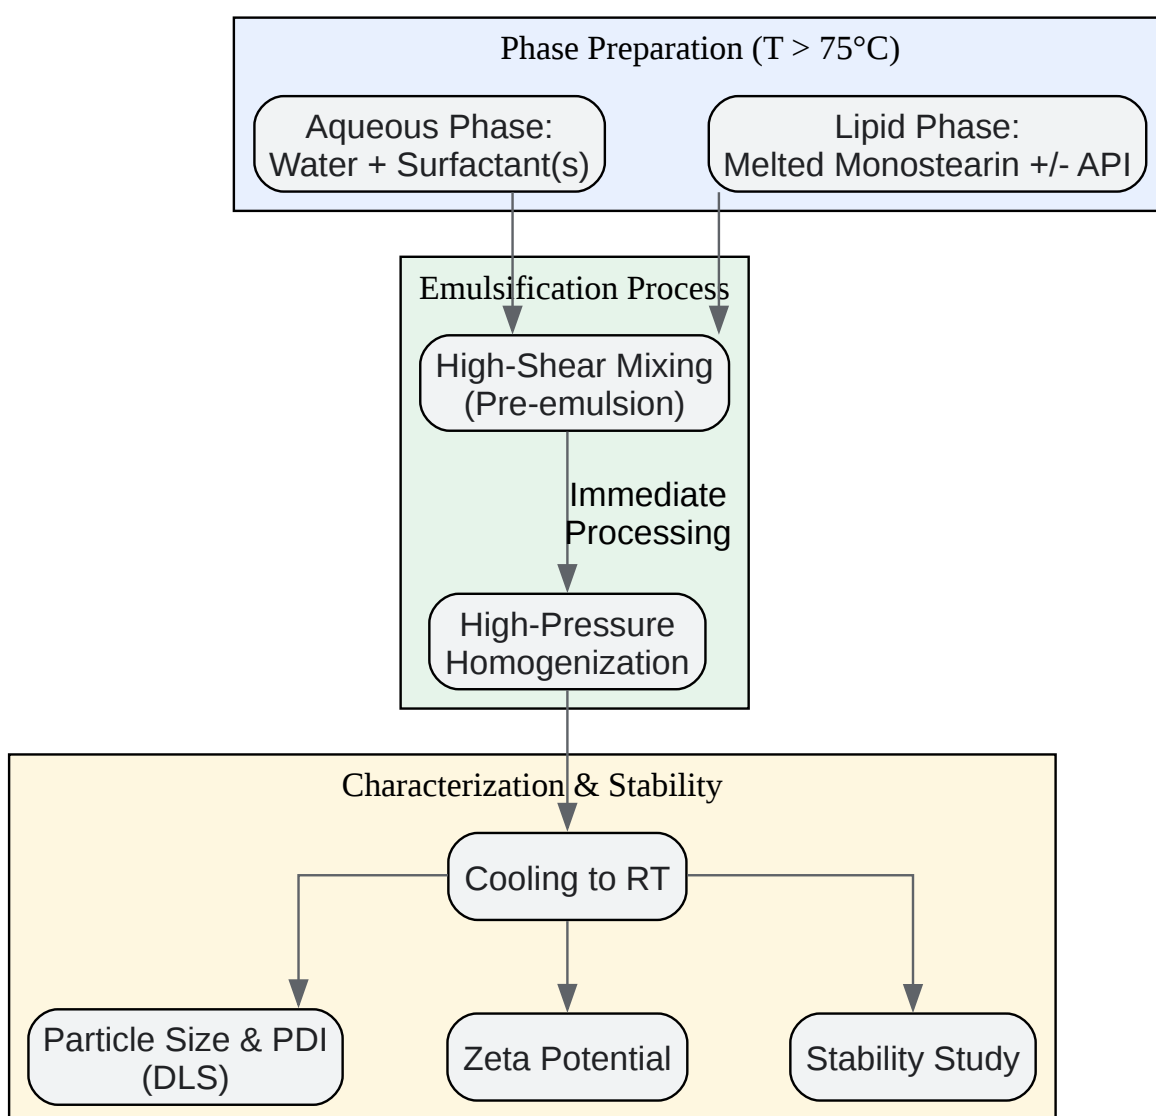 Phase Preparation (T > 75°C)
Aqueous Phase:
Water + Surfactant(s)
Lipid Phase:
Melted Monostearin +/- API
Emulsification Process
High-Shear Mixing
(Pre-emulsion)
Immediate
Processing
High-Pressure
Homogenization
Characterization & Stability
Cooling to RT
Particle Size & PDI
(DLS)
Zeta Potential
Stability Study